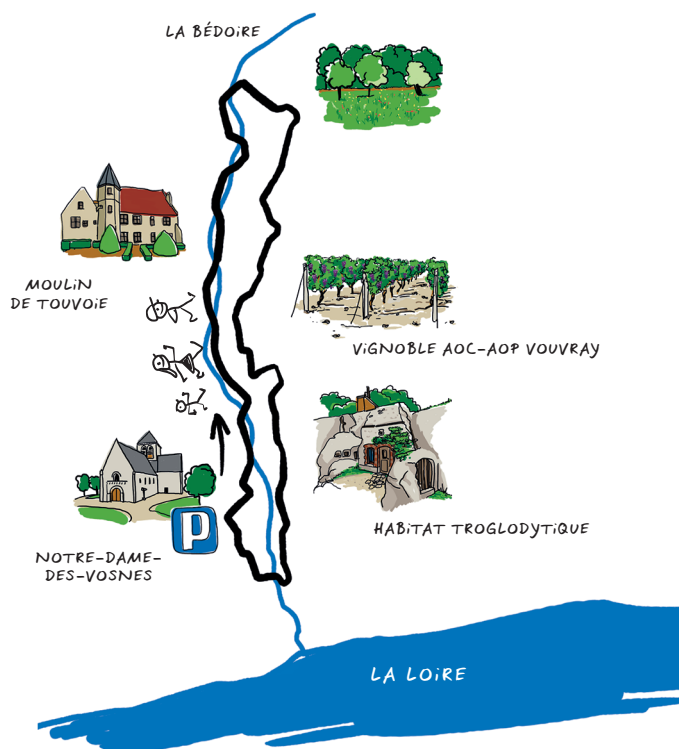 LA BÉDOiRE
MOULiN
DE TOUVOiE
ViGNOBLE AOC-AOP VOUVRAY
HABiTAT TROGLODYTiQUE
P
NOTRE-DAME-
DES-VOSNES
LA LOiRE